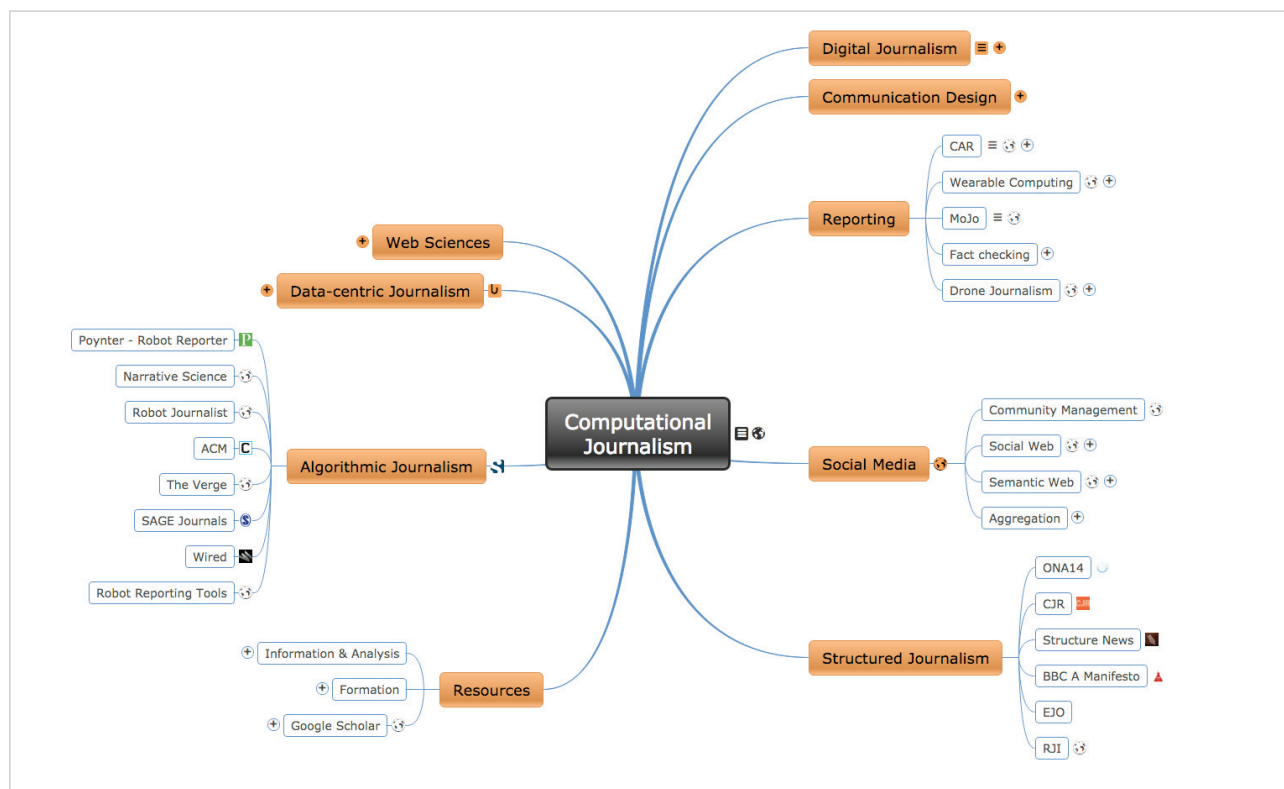 Digital Journalism
Communication Design
Reporting
CAR
Wearable Computing
MoJo
Fact checking
Drone Journalism
Web Sciences
Data-centric Journalism
Computational
Journalism
Algorithmic Journalism
Poynter - Robot Reporter
P
Narrative Science
Robot Journalist
ACM
C
The Verge
SAGE Journals
S
Wired
Robot Reporting Tools
Social Media
Community Management
Social Web
Semantic Web
Aggregation
Structured Journalism
ONA14
CJR
CJR
Structure News
BBC A Manifesto
EJO
RJI
Resources
Information & Analysis
Formation
Google Scholar